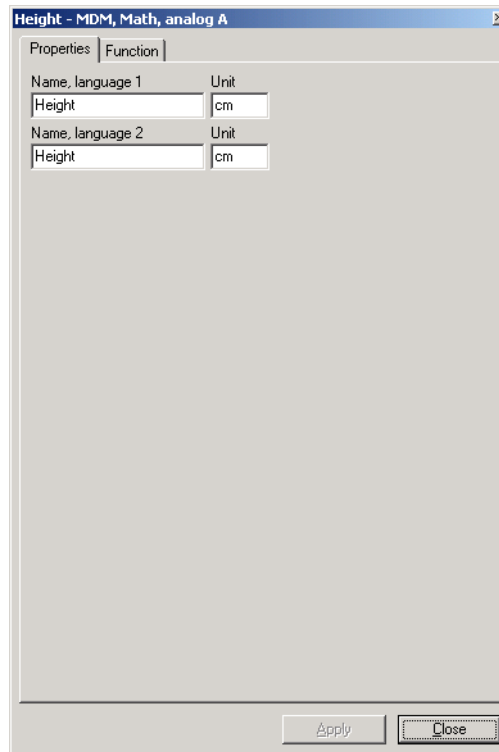 Height - MDM, Math, analog A
Properties Function
Name, language 1 Unit
Height cm
Name, language 2 Unit
Height cm
Apply Close